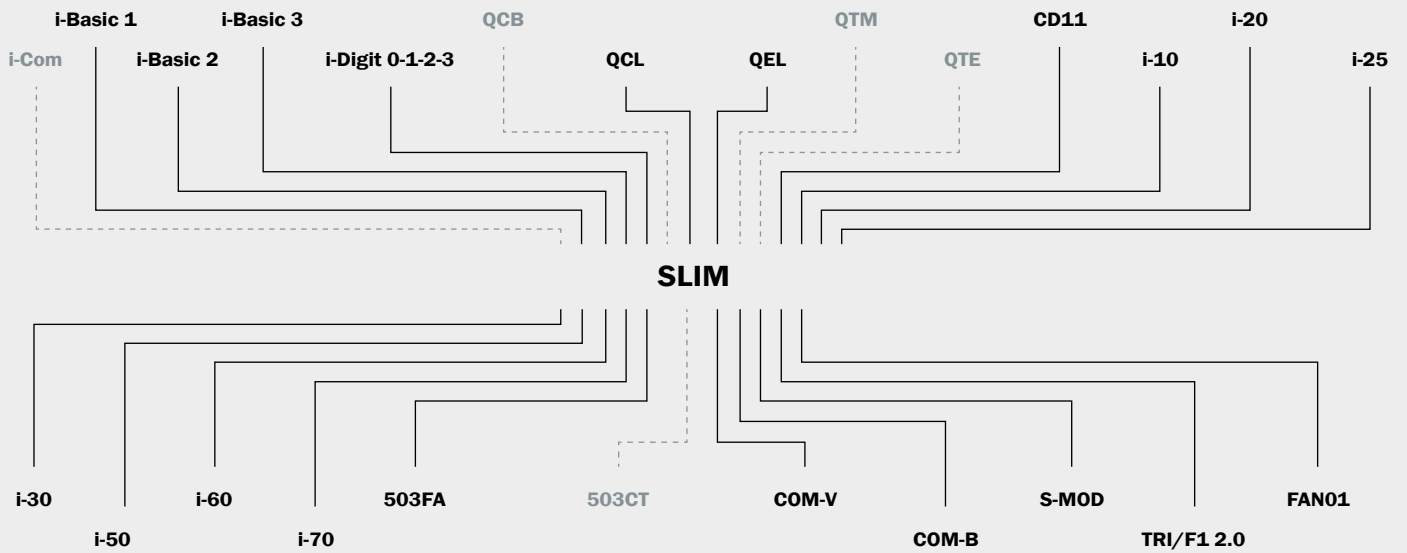 i-Basic 1
i-Basic 3
QCB
QTM
CD11
i-20
i-Com
i-Basic 2
i-Digit 0-1-2-3
QCL
QEL
QTE
i-10
i-25
SLIM
i-30
i-60
503FA
503CT
COM-V
S-MOD
FAN01
i-50
i-70
COM-B
TRI/F1 2.0